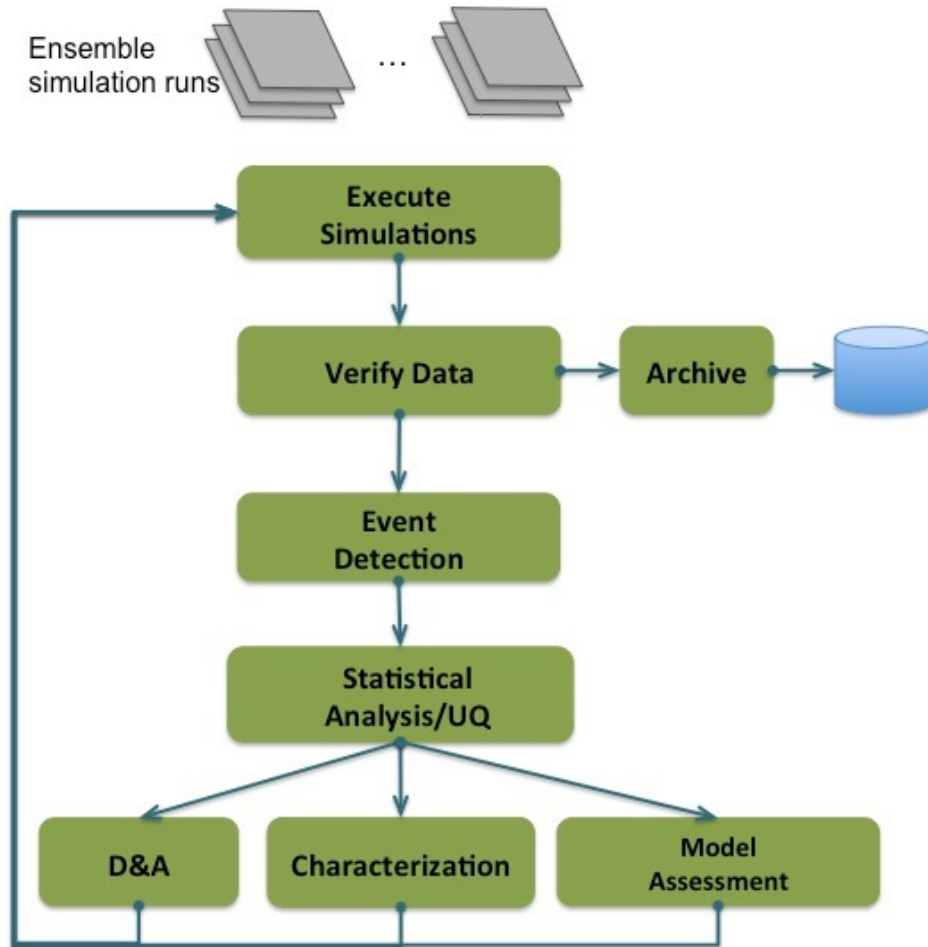 Ensemble
simulation runs
...
Execute
Simulations
Verify Data
Archive
Event
Detection
Statistical
Analysis/UQ
D&A
Characterization
Model
Assessment